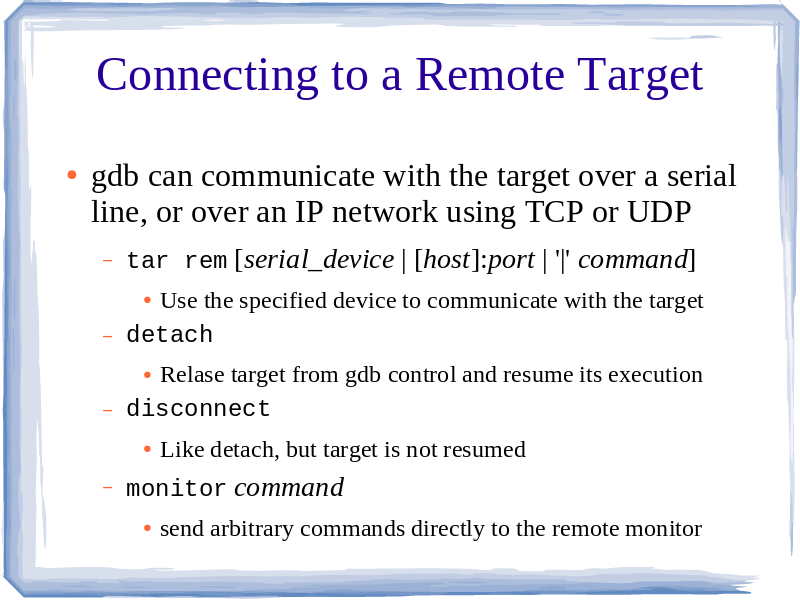 Connecting to a Remote Target
• gdb can communicate with the target over a serial
line, or over an IP network using TCP or UDP
– tar rem [serial_device | [host]:port | '|' command]
• Use the specified device to communicate with the target
– detach
• Relase target from gdb control and resume its execution
– disconnect
• Like detach, but target is not resumed
– monitor command
• send arbitrary commands directly to the remote monitor